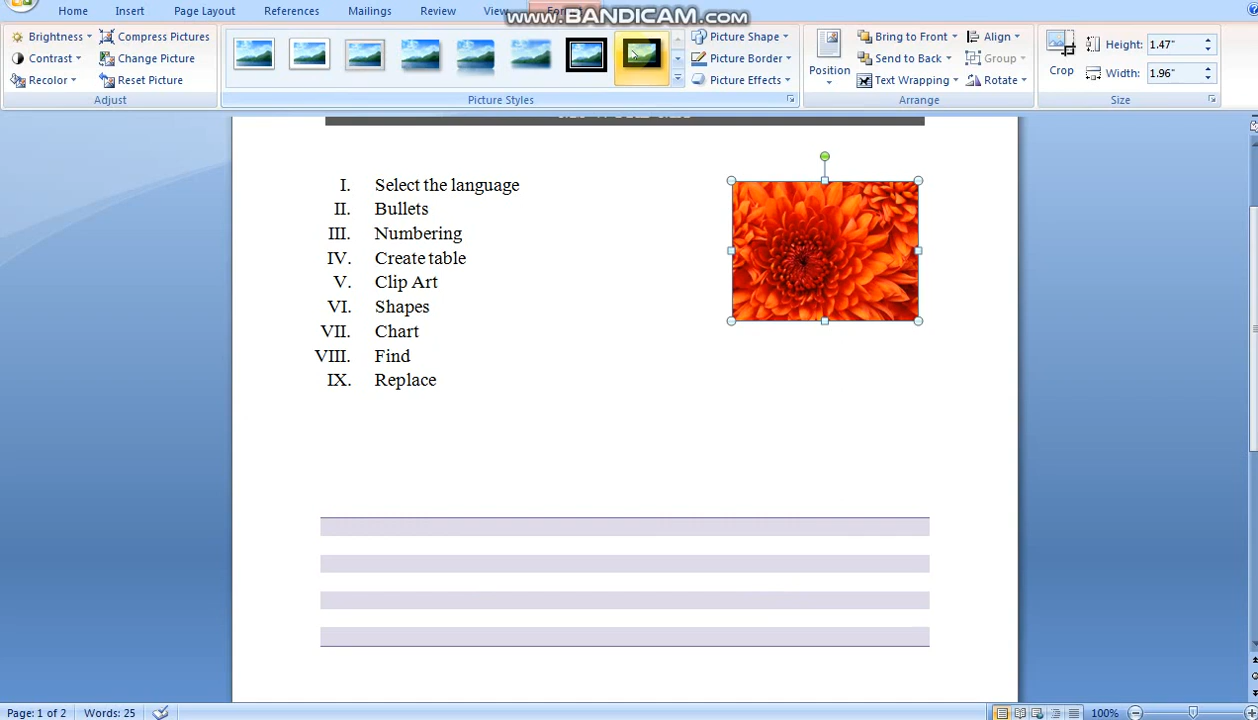 www.BANDICAM.com
Home Insert Page Layout References Mailings Review View
Brightness Compress Pictures Picture Shape Bring to Front Align Height: 1.47"
Contrast Change Picture Picture Border Send to Back Group Width: 1.96"
Recolor Reset Picture Picture Effects Position Text Wrapping Rotate Crop
Adjust Picture Styles Arrange Size
I. Select the language
II. Bullets
III. Numbering
IV. Create table
V. Clip Art
VI. Shapes
VII. Chart
VIII. Find
IX. Replace
Page: 1 of 2 Words: 25 100%